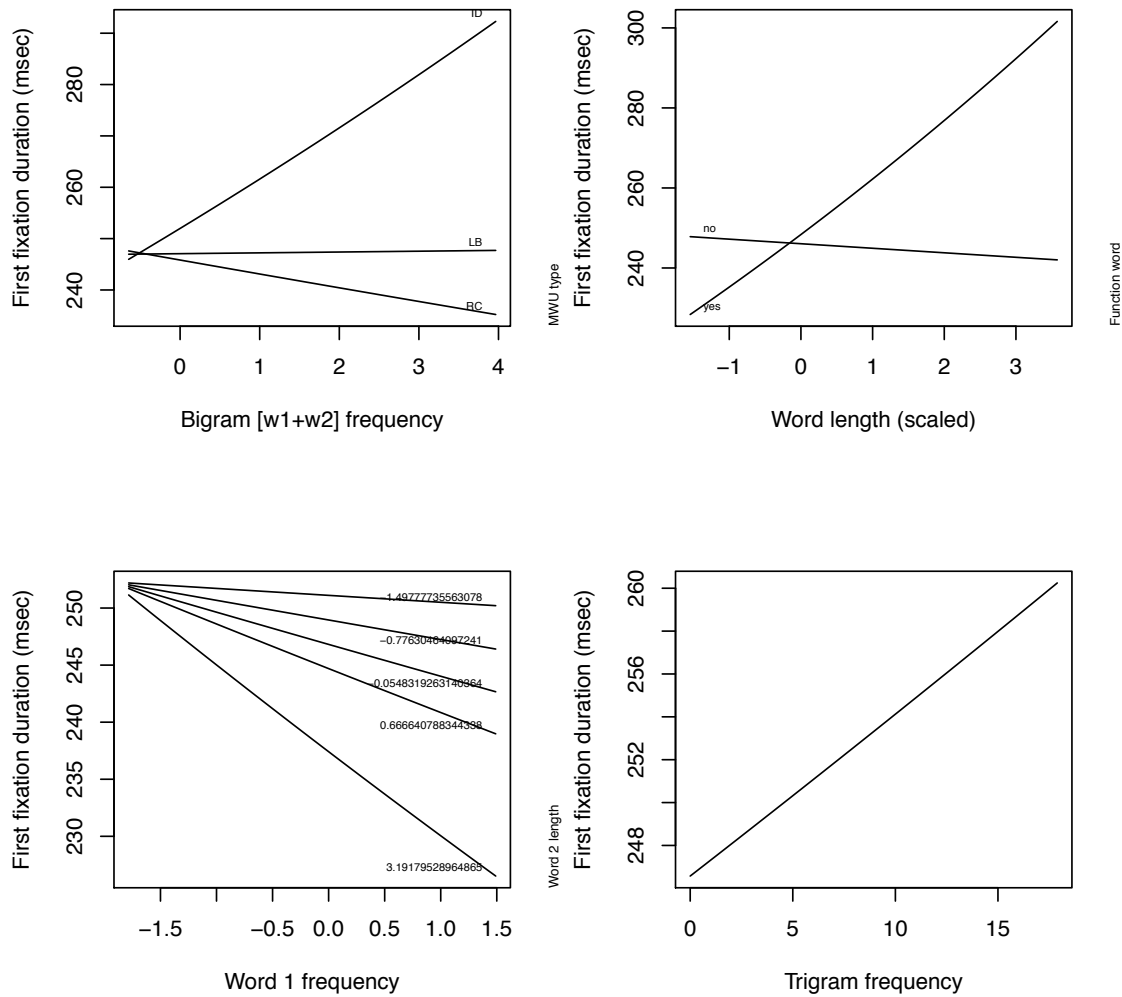 First fixation duration (msec)
240
260
280
ID
LB
RC
0
1
2
3
4
Bigram [w1+w2] frequency
MWU type
First fixation duration (msec)
240
260
280
300
no
yes
−1
0
1
2
3
Word length (scaled)
Function word
First fixation duration (msec)
230
235
240
245
250
−1.49777735563078
−0.77630464097241
−0.0548319263140364
0.666640788344338
3.19179528964865
−1.5
−0.5
0.0
0.5
1.0
1.5
Word 1 frequency
Word 2 length
First fixation duration (msec)
248
252
256
260
0
5
10
15
Trigram frequency